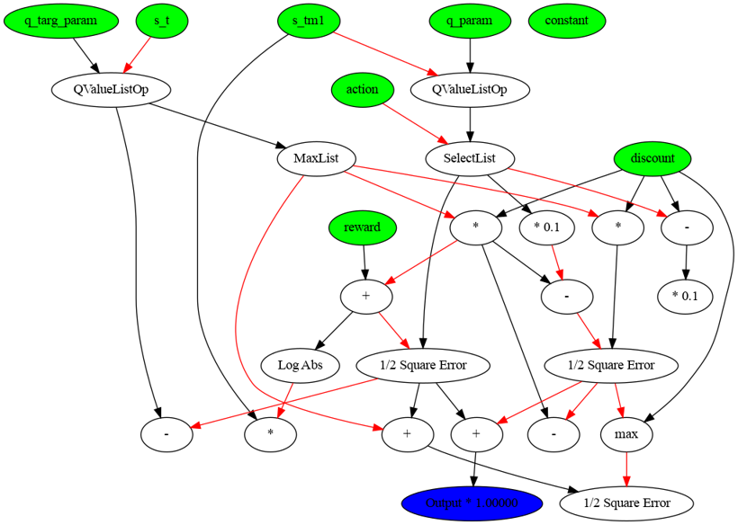 q_targ_param
s_t
s_tm1
q_param
constant
QValueListOp
action
QValueListOp
MaxList
SelectList
discount
reward
*
* 0.1
*
-
+
-
* 0.1
Log Abs
1/2 Square Error
1/2 Square Error
-
*
+
+
-
max
Output * 1.00000
1/2 Square Error